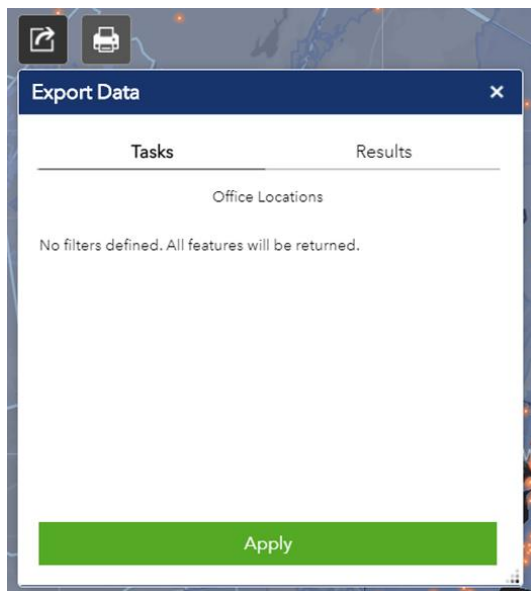 Export Data
Tasks
Results
Office Locations
No filters defined. All features will be returned.
Apply